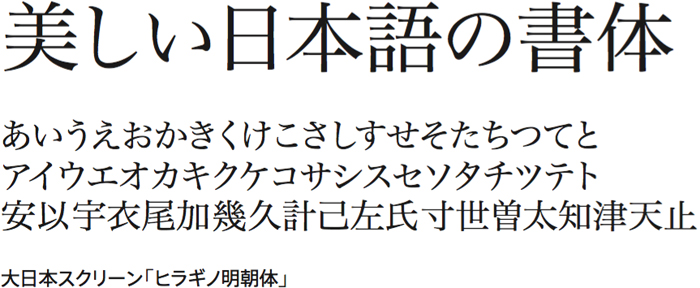 美しい日本語の書体
あいうえおかきくけこさしすせそたちつてと
アイウエオカキクケコサシスセソタチツテト
安以宇衣尾加幾久計己左氏寸世曽太知津天止
大日本スクリーン「ヒラギノ明朝体」